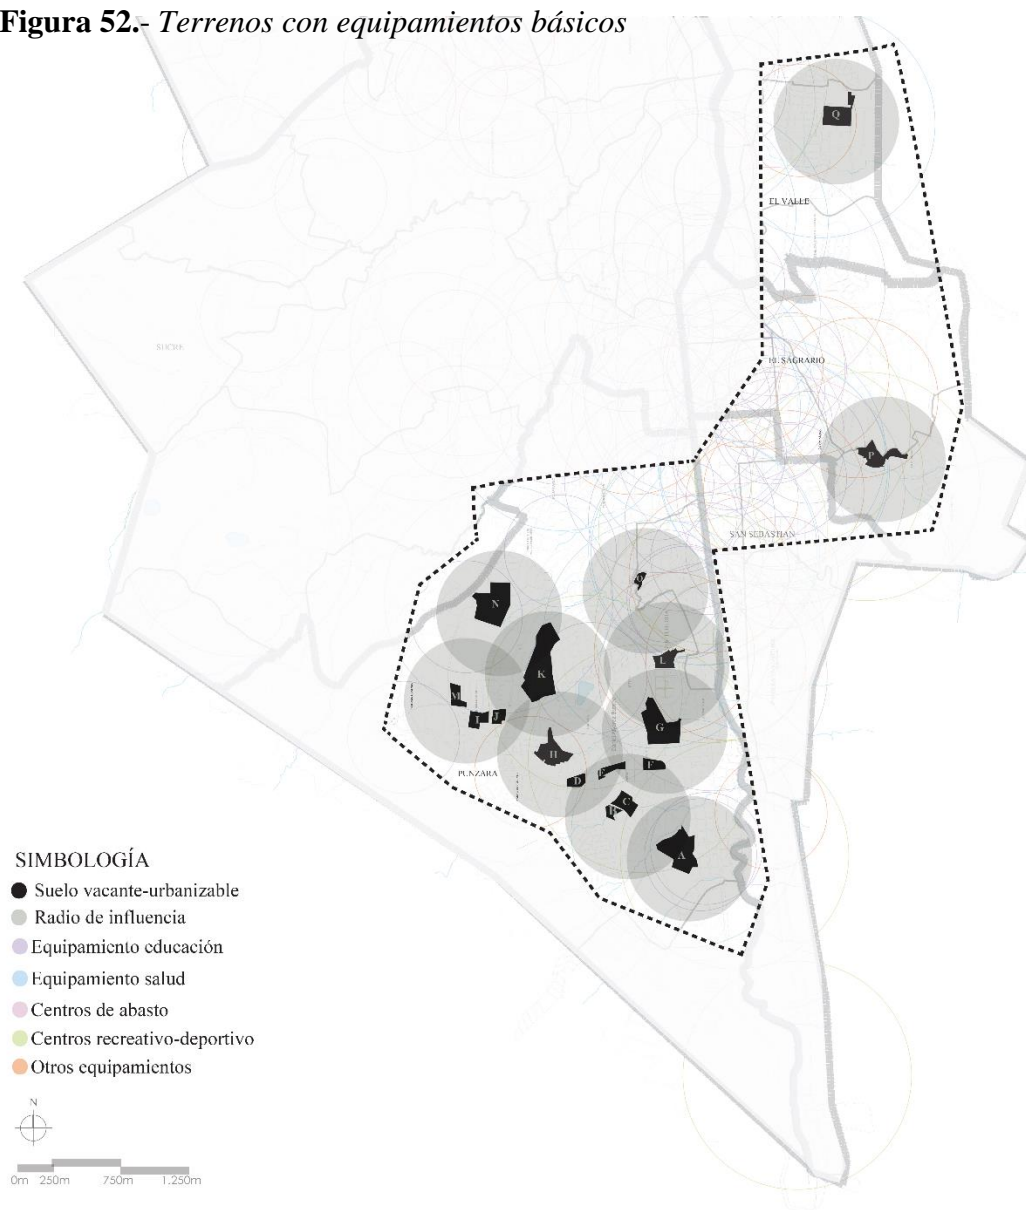 Figura 52.- Terrenos con equipamientos básicos
Q
EL VALLE
SUCRE
EL SAGRARIO
P
SAN SEBASTIAN
O
N
L
K
M
I
J
G
H
PUNZARA
D
E
F
C
B
A
SIMBOLOGÍA
Suelo vacante-urbanizable
Radio de influencia
Equipamiento educación
Equipamiento salud
Centros de abasto
Centros recreativo-deportivo
Otros equipamientos
N
0m 250m 750m 1.250m